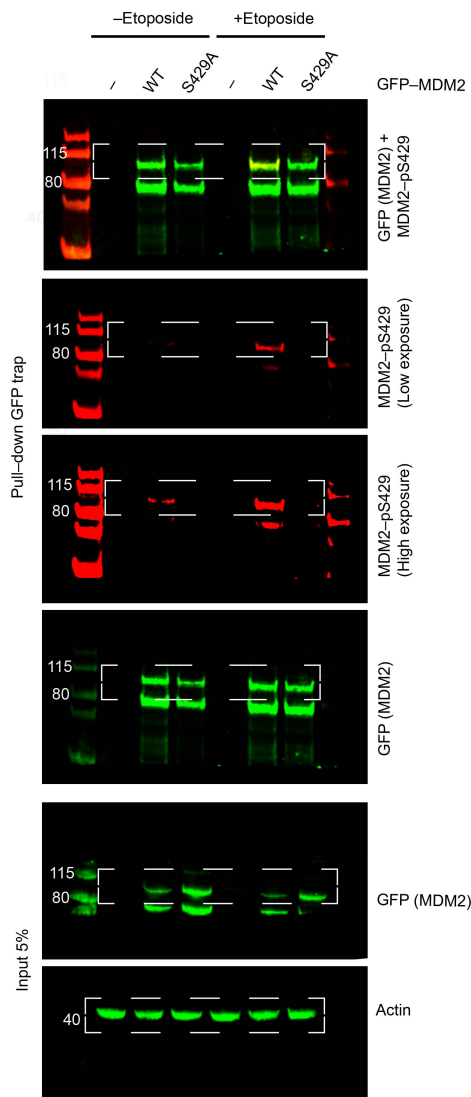 –Etoposide +Etoposide
– WT S429A – WT S429A GFP–MDM2
115
115
80
40
GFP (MDM2) +
MDM2–pS429
115
80
MDM2–pS429
(Low exposure)
Pull–down GFP trap
115
80
MDM2–pS429
(High exposure)
115
80
GFP (MDM2)
115
80
GFP (MDM2)
Input 5%
40
Actin